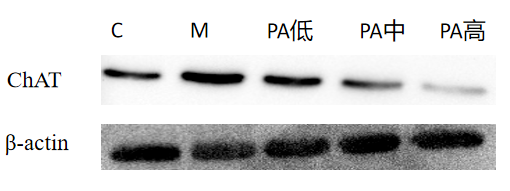 C M PA低 PA中 PA高
ChAT
β-actin